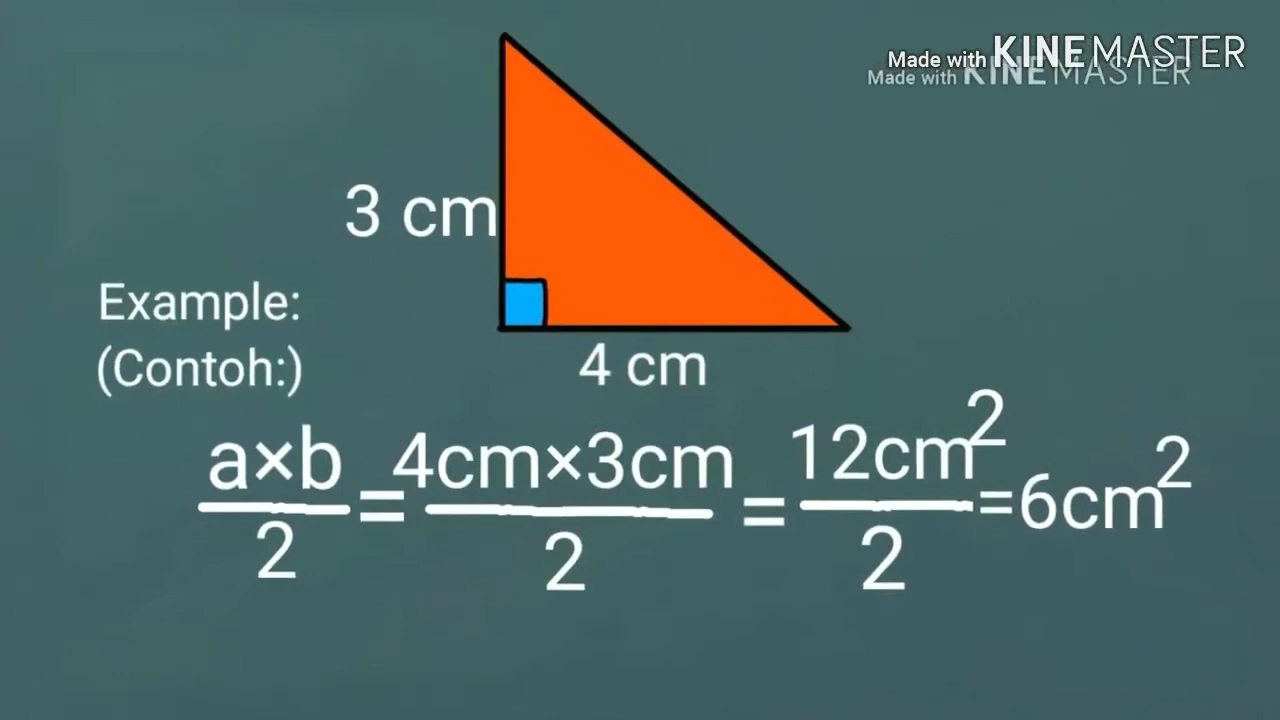 Made with KINEMASTER
Made with KINEMASTER
3 cm
Example:
(Contoh:)
4 cm
a×b/2 = 4cm×3cm/2 = 12cm²/2 = 6cm²